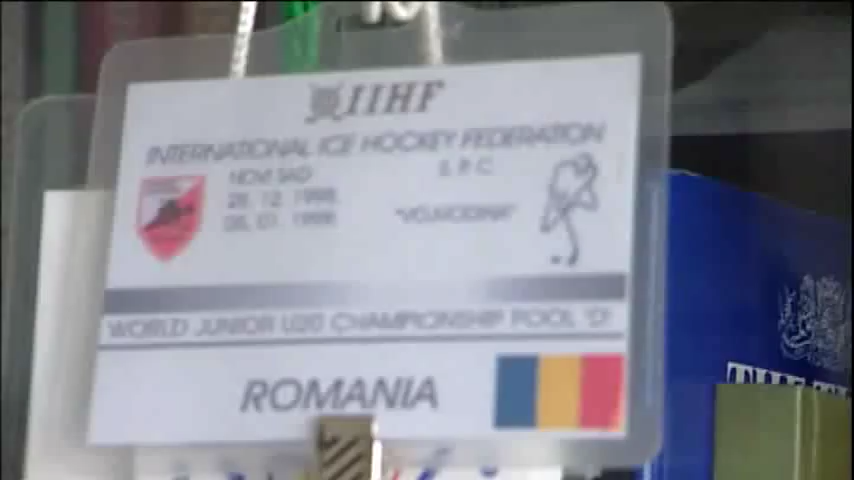 IIHF
INTERNATIONAL ICE HOCKEY FEDERATION
NOVI SAD S. P. C.
"VOJVODINA"
WORLD JUNIOR U20 CHAMPIONSHIP POOL 'D'
ROMANIA